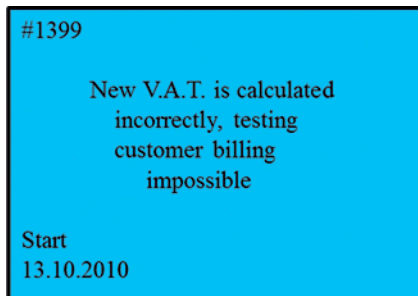 #1399
New V.A.T. is calculated
incorrectly, testing
customer billing
impossible
Start
13.10.2010